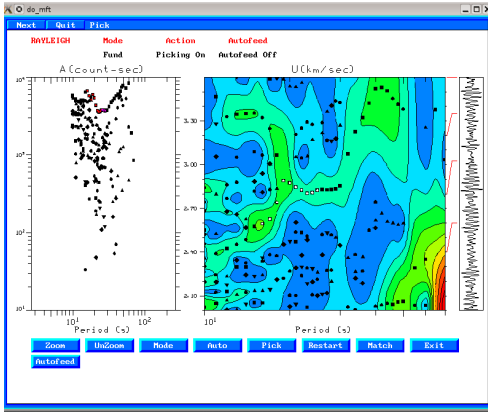 do_mft
Next Quit Pick
RAYLEIGH Mode Action Autofeed
Fund Picking On Autofeed Off
A(count-sec) U(km/sec)
10⁴
3.30
10³
3.00
2.70
10²
2.40
2.10
10¹
10¹ 10² 10¹
Period (s) Period (s)
Zoom UnZoom Mode Auto Pick Restart Match Exit
Autofeed